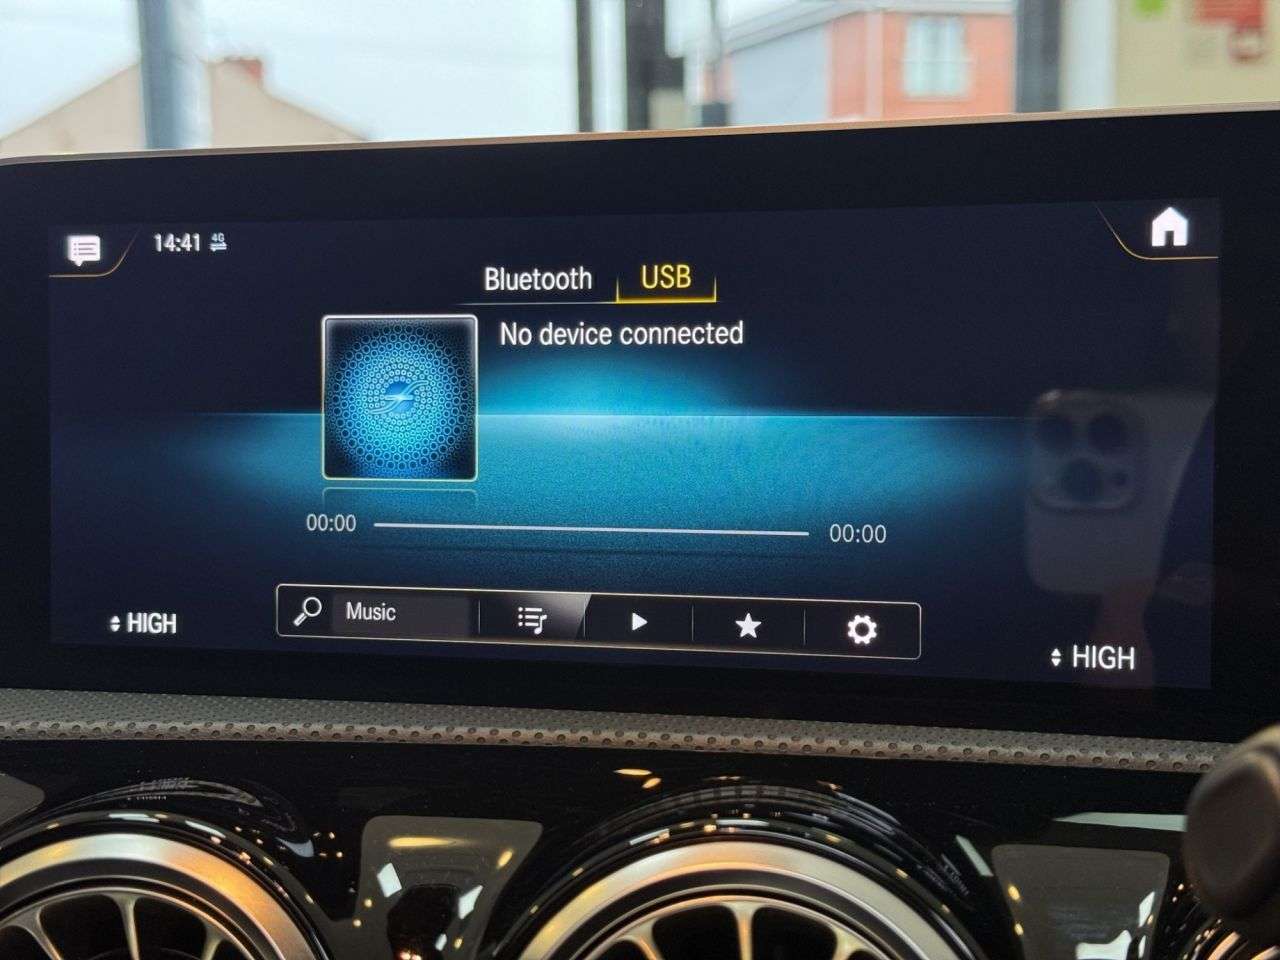 14:41 4G
Bluetooth USB
No device connected
00:00 00:00
Music
HIGH HIGH